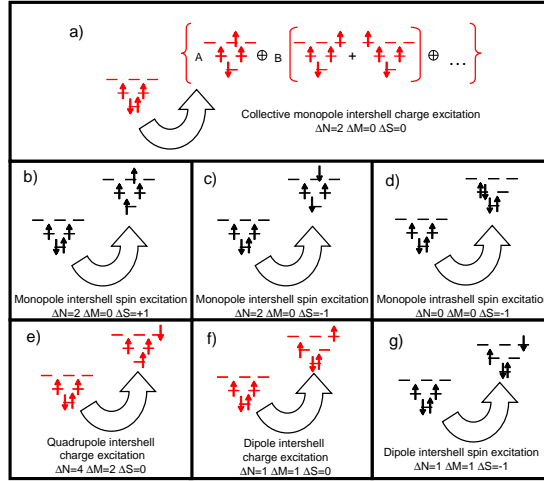 a)
A ⊕ B + ⊕ ...
Collective monopole intershell charge excitation
ΔN=2 ΔM=0 ΔS=0
b)
Monopole intershell spin excitation
ΔN=2 ΔM=0 ΔS=+1
c)
Monopole intershell spin excitation
ΔN=2 ΔM=0 ΔS=-1
d)
Monopole intrashell spin excitation
ΔN=0 ΔM=0 ΔS=-1
e)
Quadrupole intershell
charge excitation
ΔN=4 ΔM=2 ΔS=0
f)
Dipole intershell
charge excitation
ΔN=1 ΔM=1 ΔS=0
g)
Dipole intershell spin excitation
ΔN=1 ΔM=1 ΔS=-1